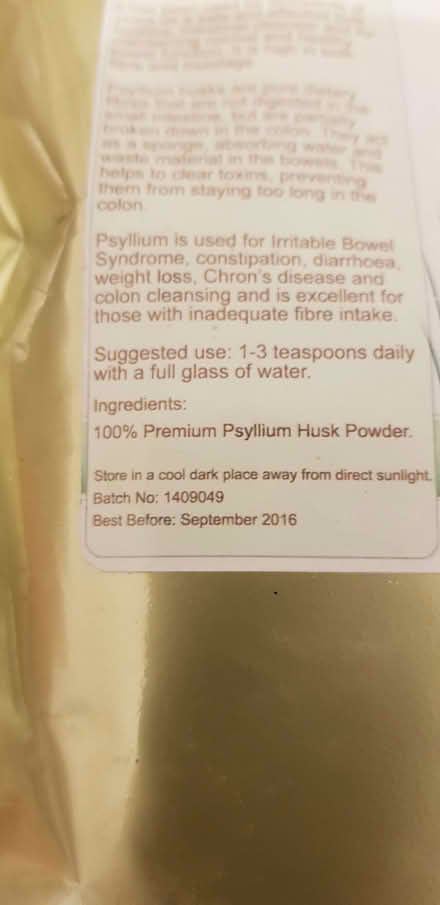 Psyllium husks are pure dietary
fibre that are not digested in the
small intestine, but are partially
broken down in the colon. They act
as a sponge, absorbing water and
waste material in the bowels. This
helps to clear toxins, preventing
them from staying too long in the
colon.
Psyllium is used for Irritable Bowel
Syndrome, constipation, diarrhoea,
weight loss, Chron's disease and
colon cleansing and is excellent for
those with inadequate fibre intake.
Suggested use: 1-3 teaspoons daily
with a full glass of water.
Ingredients:
100% Premium Psyllium Husk Powder.
Store in a cool dark place away from direct sunlight.
Batch No: 1409049
Best Before: September 2016